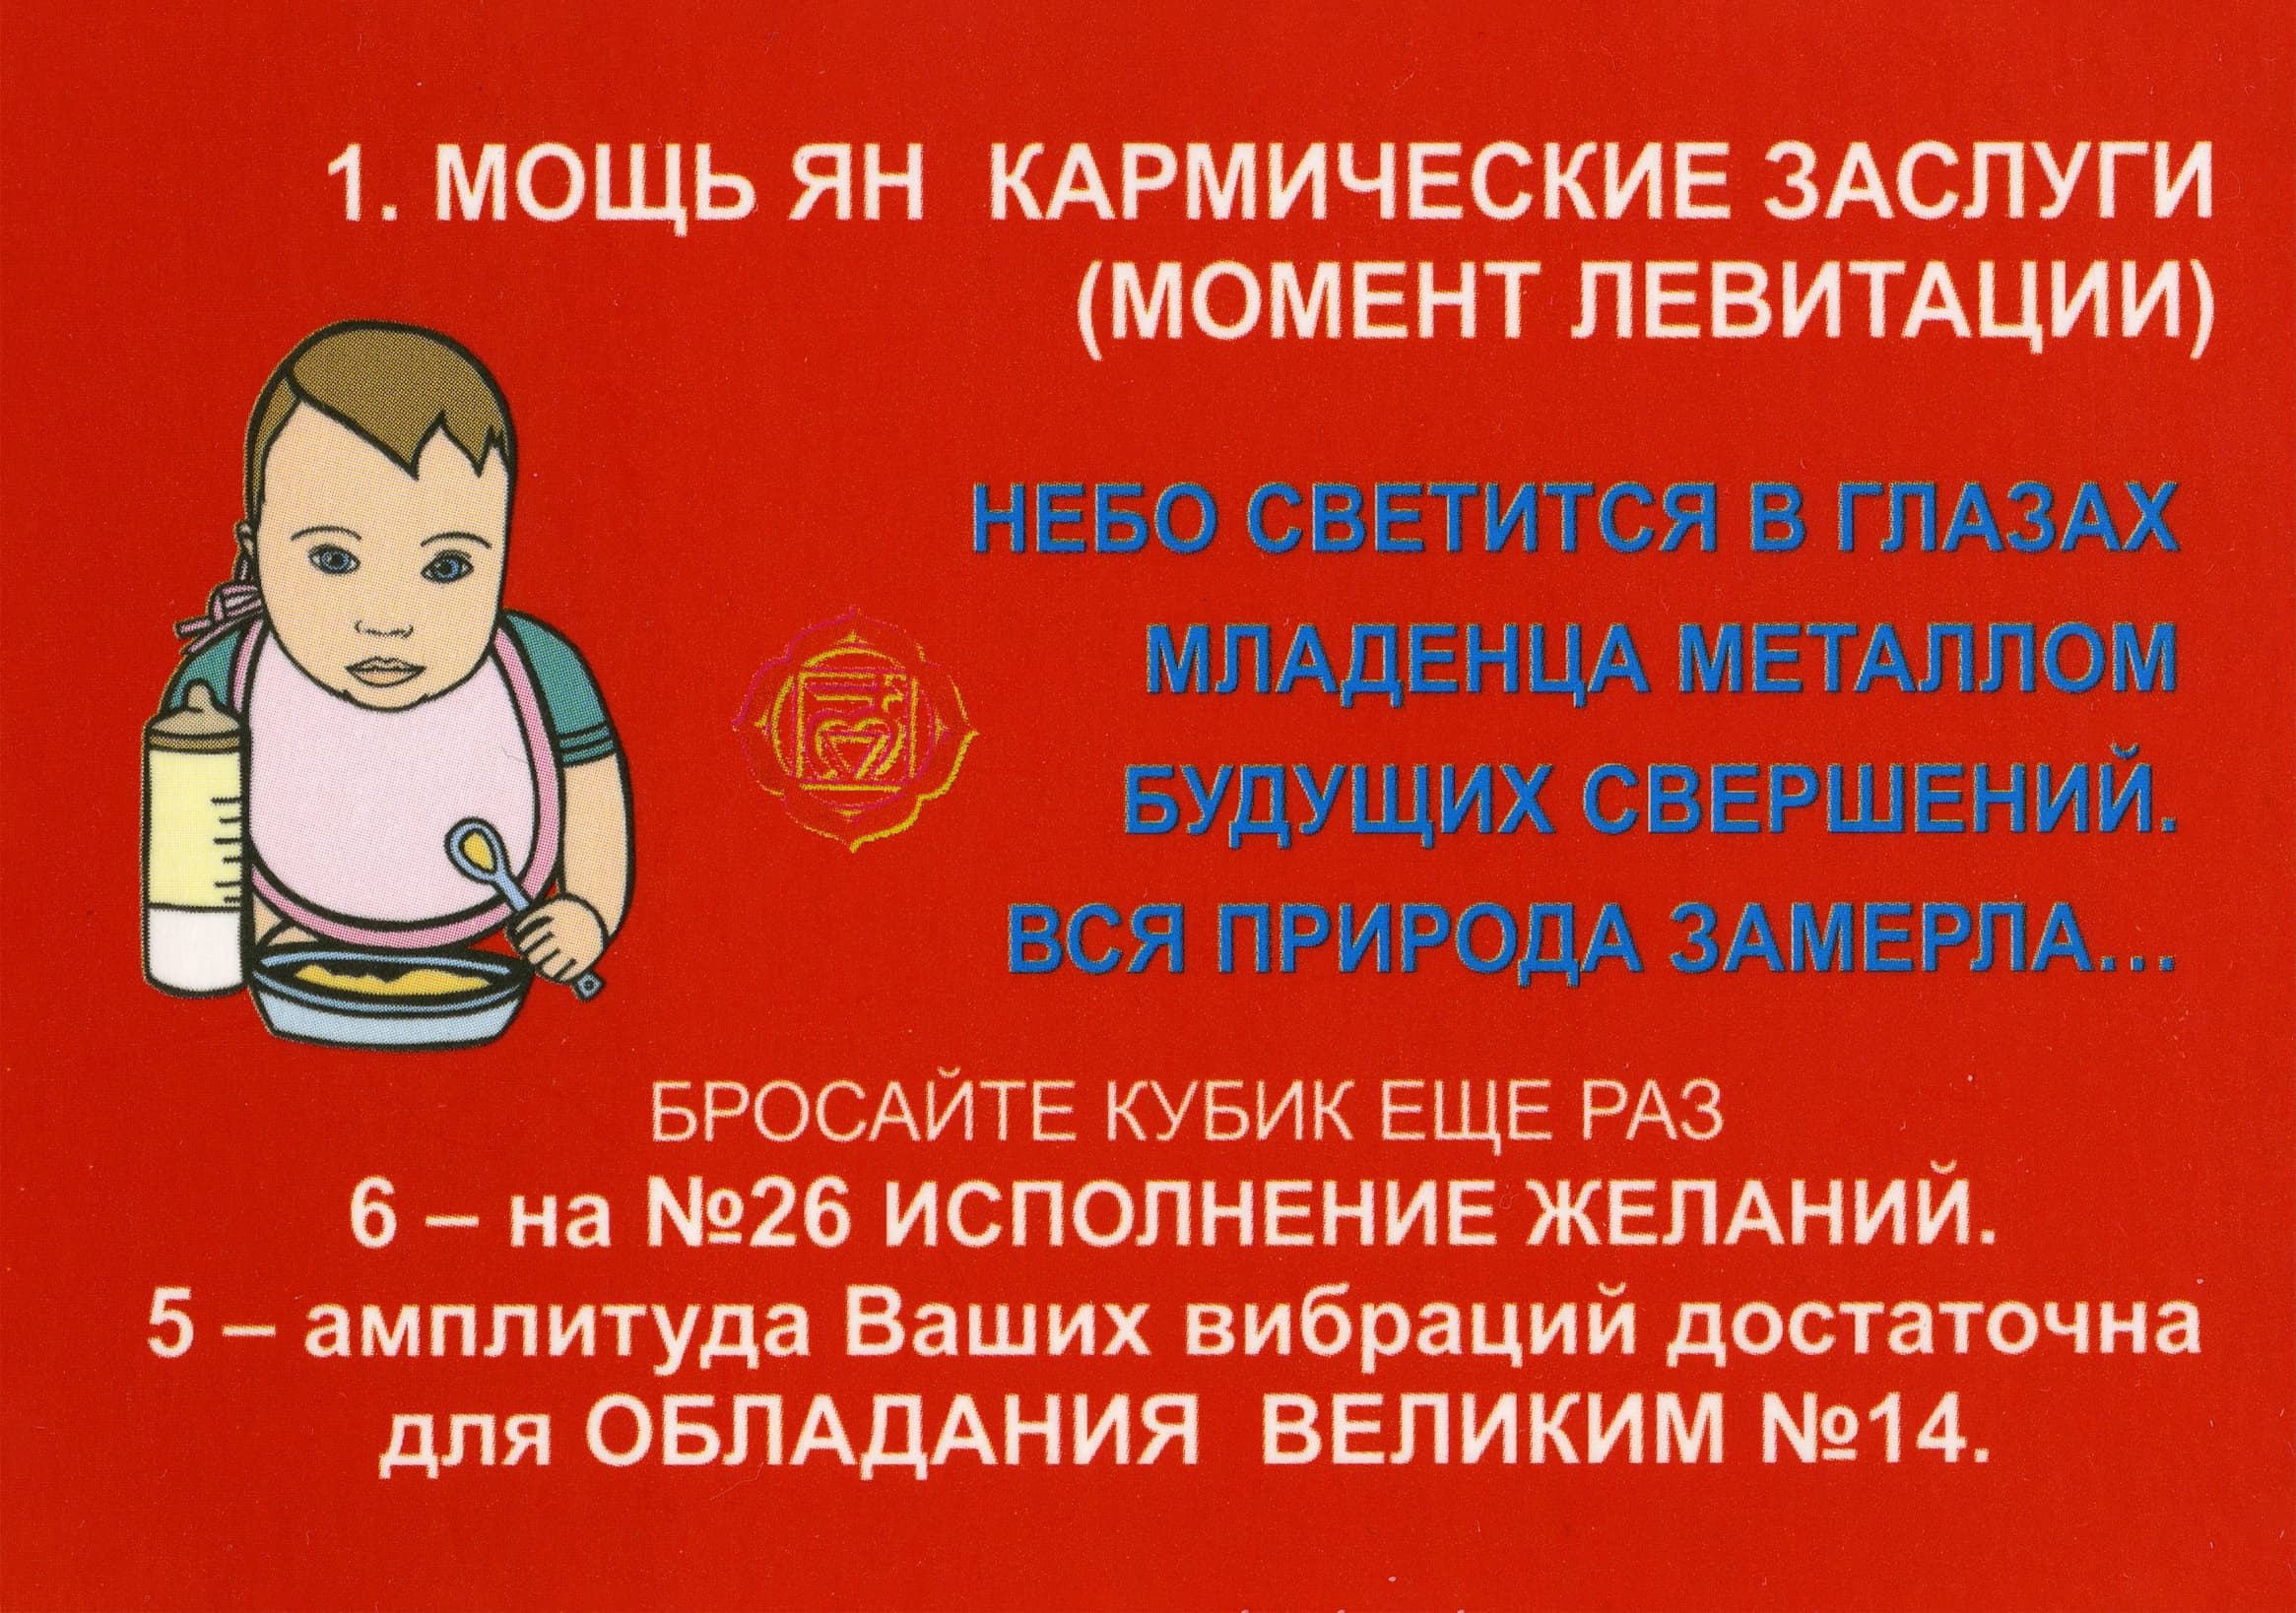 1. МОЩЬ ЯН  КАРМИЧЕСКИЕ ЗАСЛУГИ
(МОМЕНТ ЛЕВИТАЦИИ)
НЕБО СВЕТИТСЯ В ГЛАЗАХ
МЛАДЕНЦА МЕТАЛЛОМ
БУДУЩИХ СВЕРШЕНИЙ.
ВСЯ ПРИРОДА ЗАМЕРЛА...
БРОСАЙТЕ КУБИК ЕЩЕ РАЗ
6 – на №26 ИСПОЛНЕНИЕ ЖЕЛАНИЙ.
5 – амплитуда Ваших вибраций достаточна
для ОБЛАДАНИЯ  ВЕЛИКИМ №14.